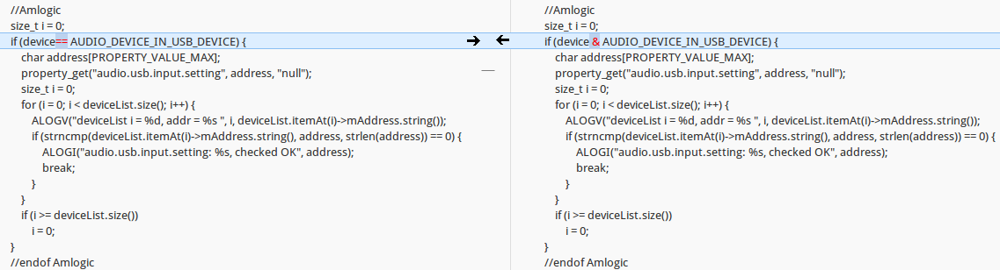 //Amlogic
size_t i = 0;
if (device== AUDIO_DEVICE_IN_USB_DEVICE) {
char address[PROPERTY_VALUE_MAX];
property_get("audio.usb.input.setting", address, "null");
size_t i = 0;
for (i = 0; i < deviceList.size(); i++) {
ALOGV("deviceList i = %d, addr = %s ", i, deviceList.itemAt(i)->mAddress.string());
if (strncmp(deviceList.itemAt(i)->mAddress.string(), address, strlen(address)) == 0) {
ALOGI("audio.usb.input.setting: %s, checked OK", address);
break;
}
}
if (i >= deviceList.size())
i = 0;
}
//endof Amlogic
//Amlogic
size_t i = 0;
if (device & AUDIO_DEVICE_IN_USB_DEVICE) {
char address[PROPERTY_VALUE_MAX];
property_get("audio.usb.input.setting", address, "null");
size_t i = 0;
for (i = 0; i < deviceList.size(); i++) {
ALOGV("deviceList i = %d, addr = %s ", i, deviceList.itemAt(i)->mAddress.string());
if (strncmp(deviceList.itemAt(i)->mAddress.string(), address, strlen(address)) == 0) {
ALOGI("audio.usb.input.setting: %s, checked OK", address);
break;
}
}
if (i >= deviceList.size())
i = 0;
}
//endof Amlogic